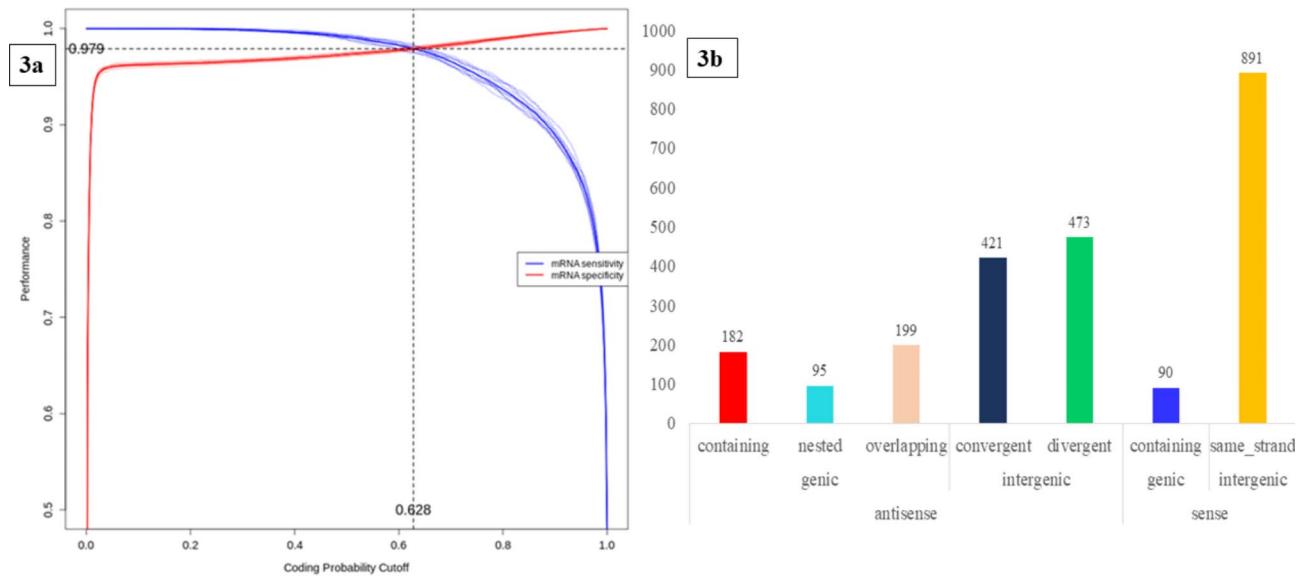 3a
1.0
0.979
0.9
0.8
0.7
0.6
0.5
Performance
mRNA sensitivity
mRNA specificity
0.628
0.0 0.2 0.4 0.6 0.8 1.0
Coding Probability Cutoff
3b
1000
900
800
700
600
500
400
300
200
100
0
182
95
199
421
473
90
891
containing nested overlapping convergent divergent containing same_strand
genic intergenic genic intergenic
antisense sense